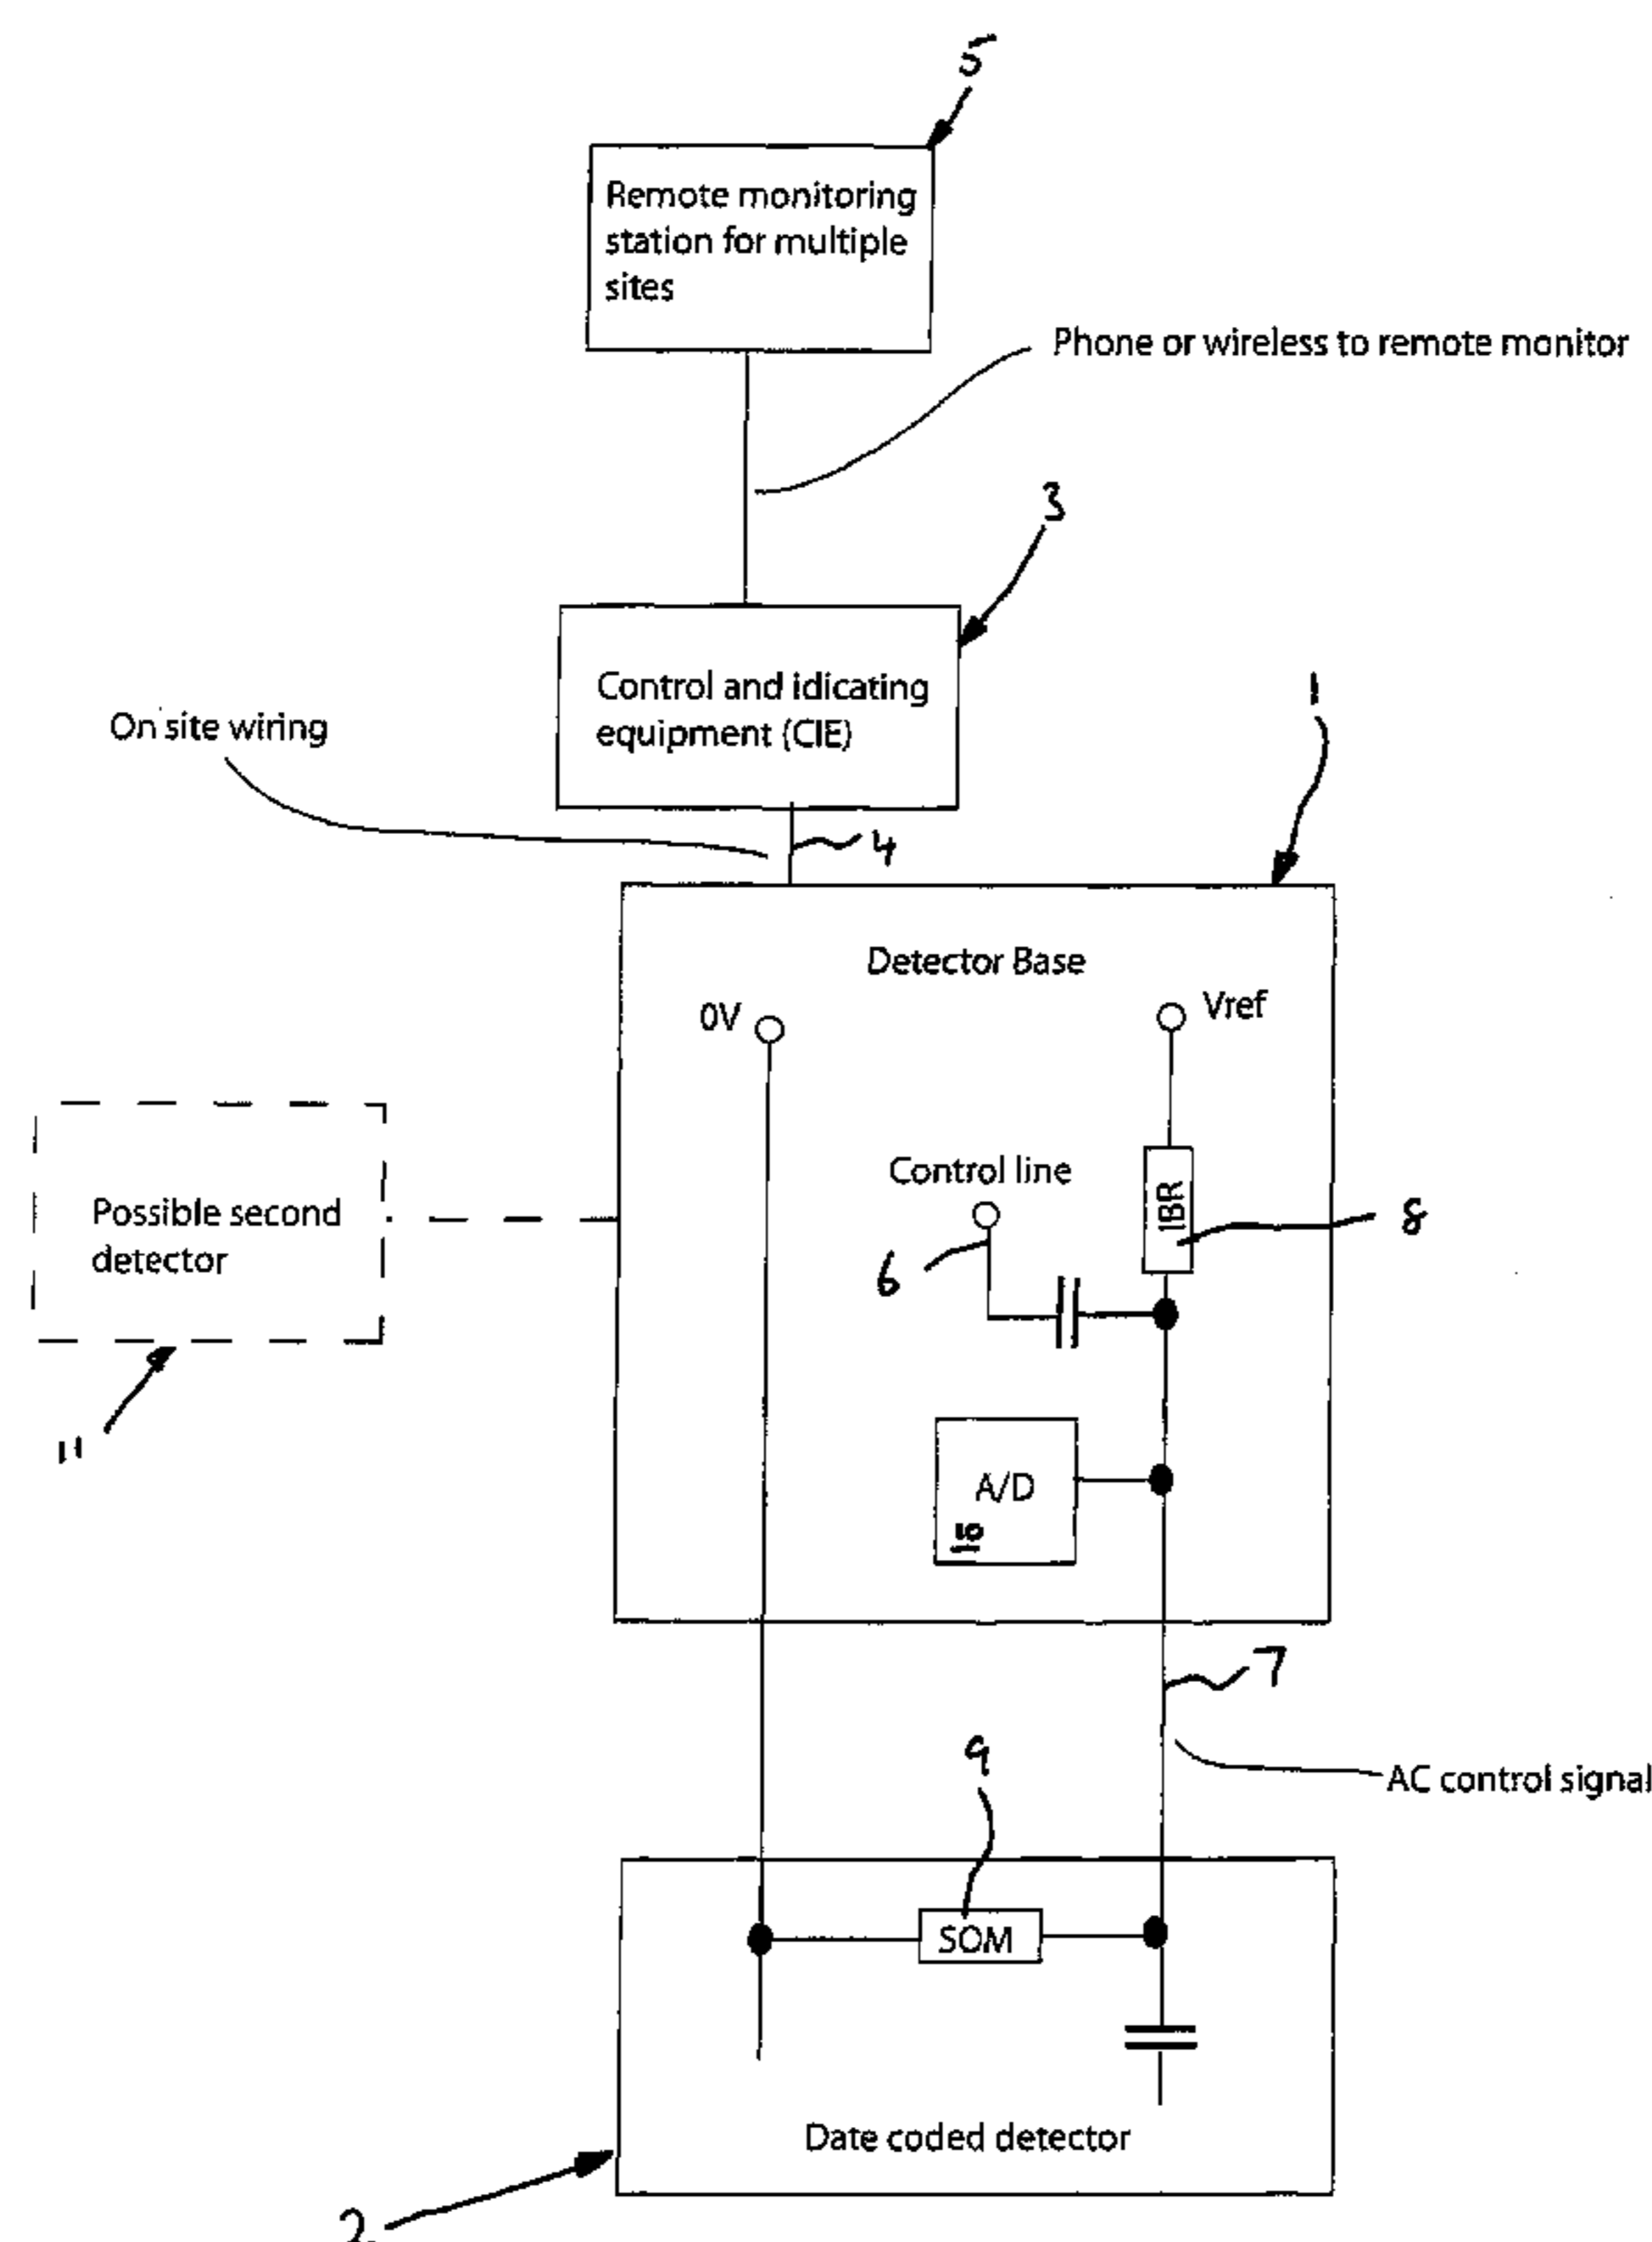 5
Remote monitoring
station for multiple
sites
Phone or wireless to remote monitor
3
Control and idicating
equipment (CIE)
On site wiring
1
4
Detector Base
0V
Vref
Control line
IBR
8
6
Possible second
detector
11
A/D
7
9
AC control signal
SOM
Date coded detector
2